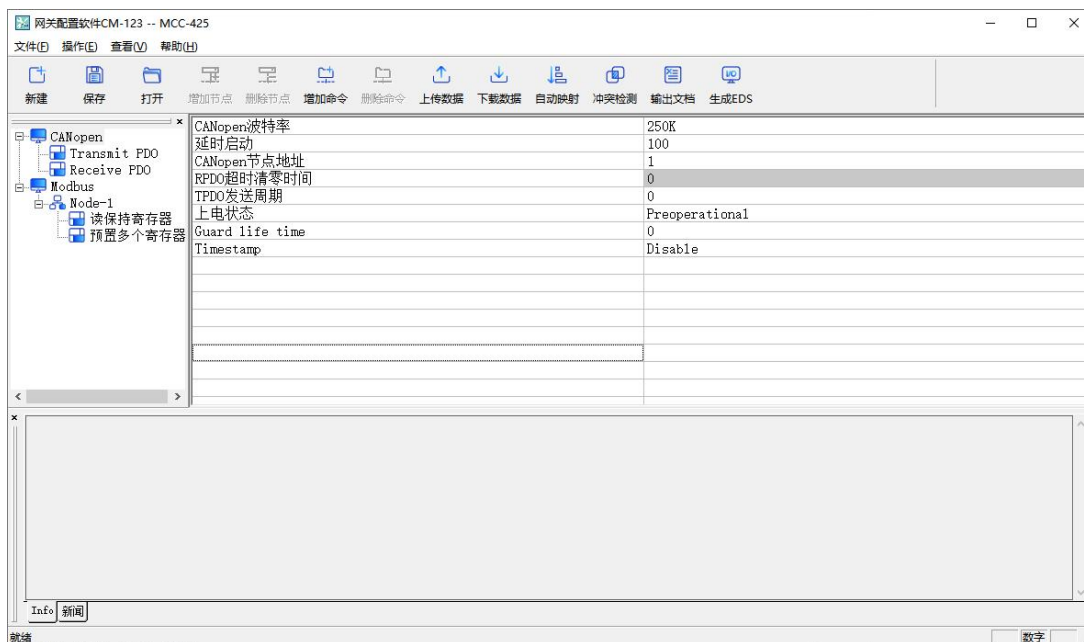 网关配置软件CM-123 -- MCC-425
文件(F) 操作(E) 查看(V) 帮助(H)
新建 保存 打开 增加节点 删除节点 增加命令 删除命令 上传数据 下载数据 自动映射 冲突检测 输出文档 生成EDS
CANopen
Transmit PDO
Receive PDO
Modbus
Node-1
读保持寄存器
预置多个寄存器
CANopen波特率 250K
延时启动 100
CANopen节点地址 1
RPDO超时清零时间 0
TPDO发送周期 0
上电状态 Preoperational
Guard life time 0
Timestamp Disable
Info 新闻
就绪 数字